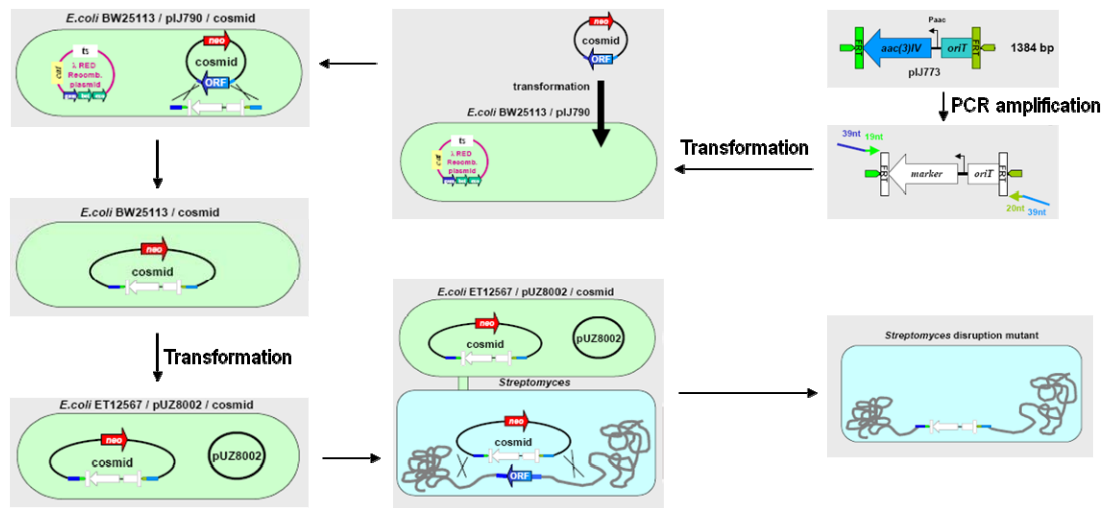 E.coli BW25113 / pIJ790 / cosmid
ts
cat
λ RED
Recomb.
plasmid
neo
cosmid
ORF
neo
cosmid
ORF
transformation
E.coli BW25113 / pIJ790
ts
cat
λ RED
Recomb.
plasmid
Transformation
Paac
FRT
aac(3)IV
oriT
FRT
1384 bp
pIJ773
PCR amplification
39nt
19nt
FRT
marker
oriT
FRT
20nt
39nt
E.coli BW25113 / cosmid
neo
cosmid
Transformation
E.coli ET12567 / pUZ8002 / cosmid
neo
cosmid
pUZ8002
E.coli ET12567 / pUZ8002 / cosmid
neo
cosmid
pUZ8002
Streptomyces
neo
cosmid
ORF
Streptomyces disruption mutant